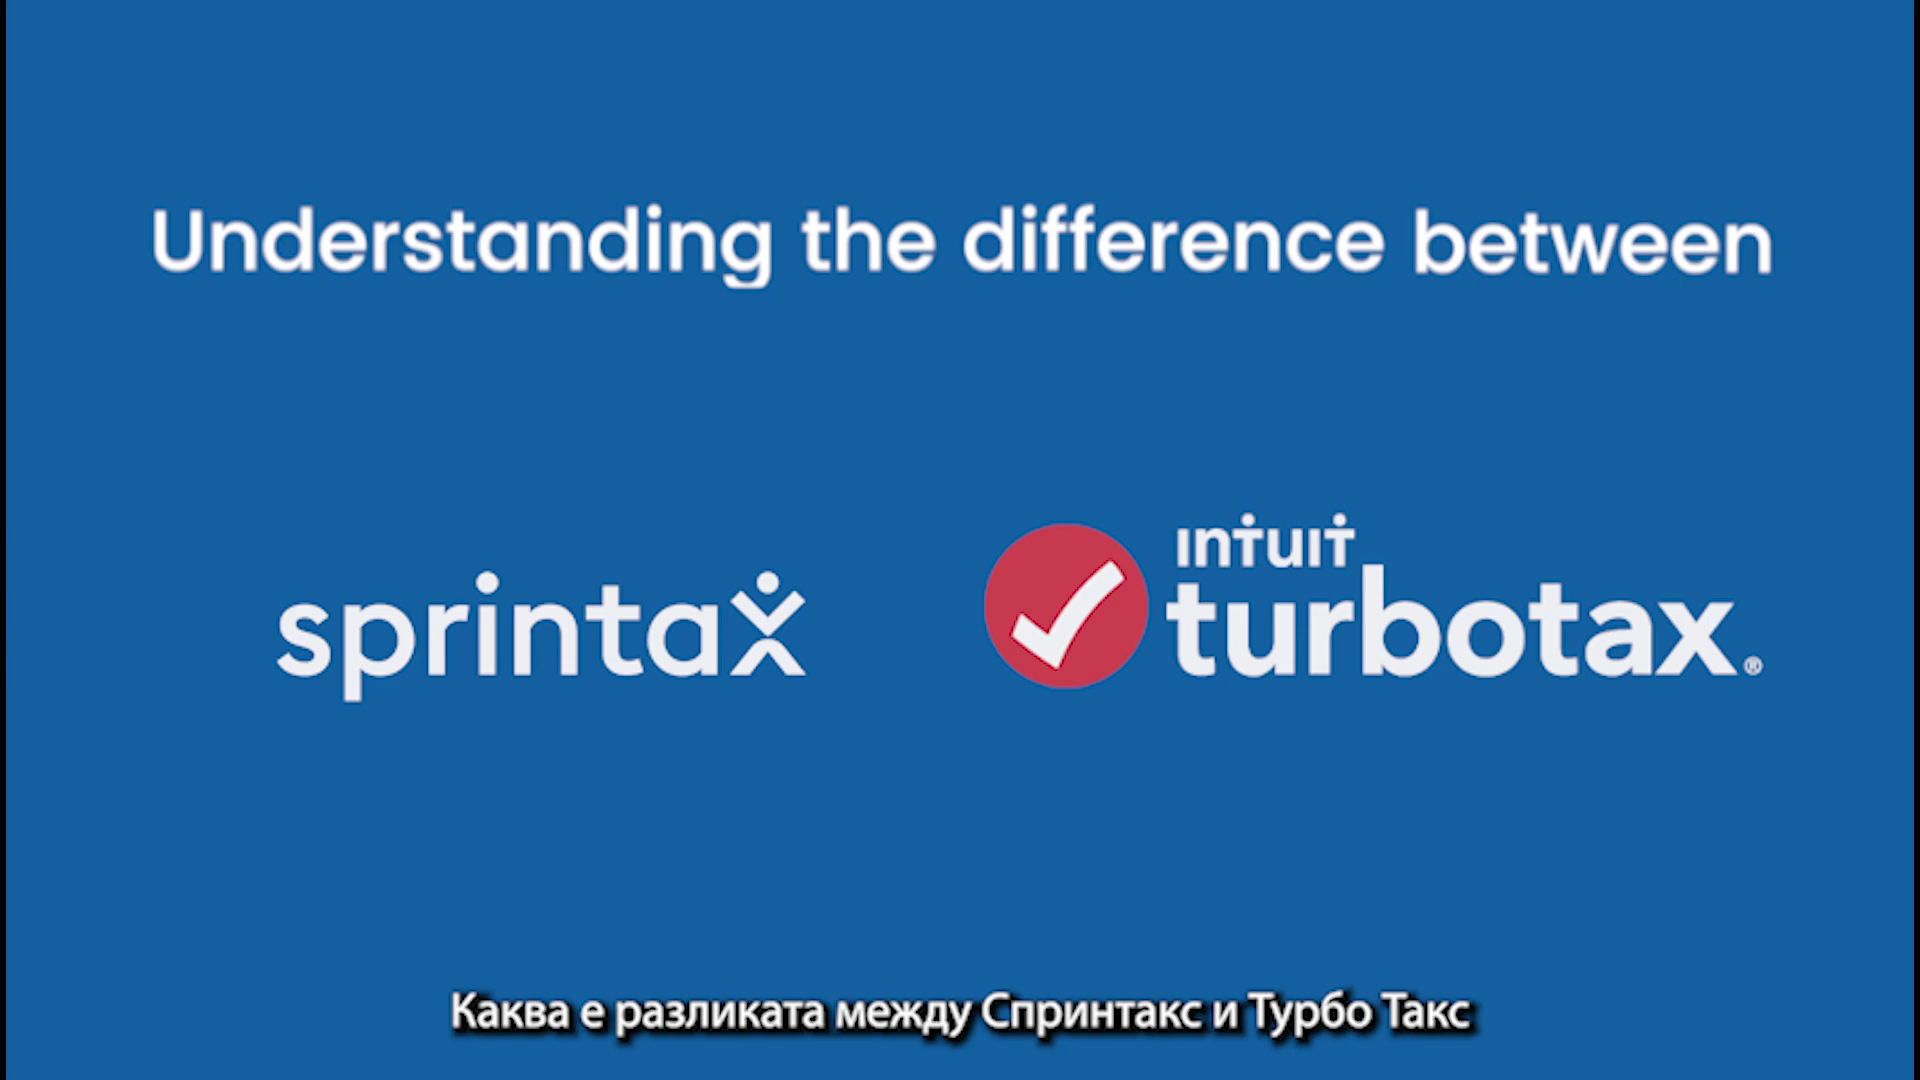 Understanding the difference between
sprintax
intuit
turbotax®
Каква е разликата между Спринтакс и Турбо Такс